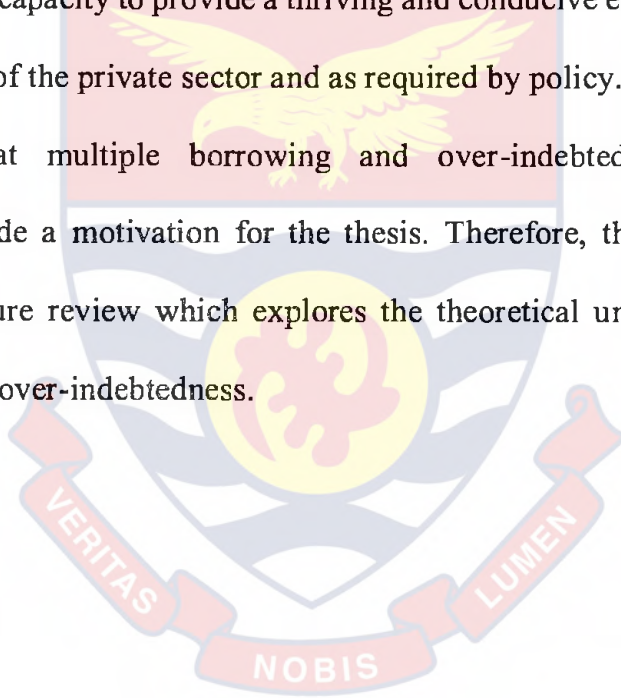 capacity to provide a thriving and conducive e
of the private sector and as required by policy.
at multiple borrowing and over-indebted
de a motivation for the thesis. Therefore, th
ure review which explores the theoretical un
over-indebtedness.
VERITAS
NOBIS
LUMEN